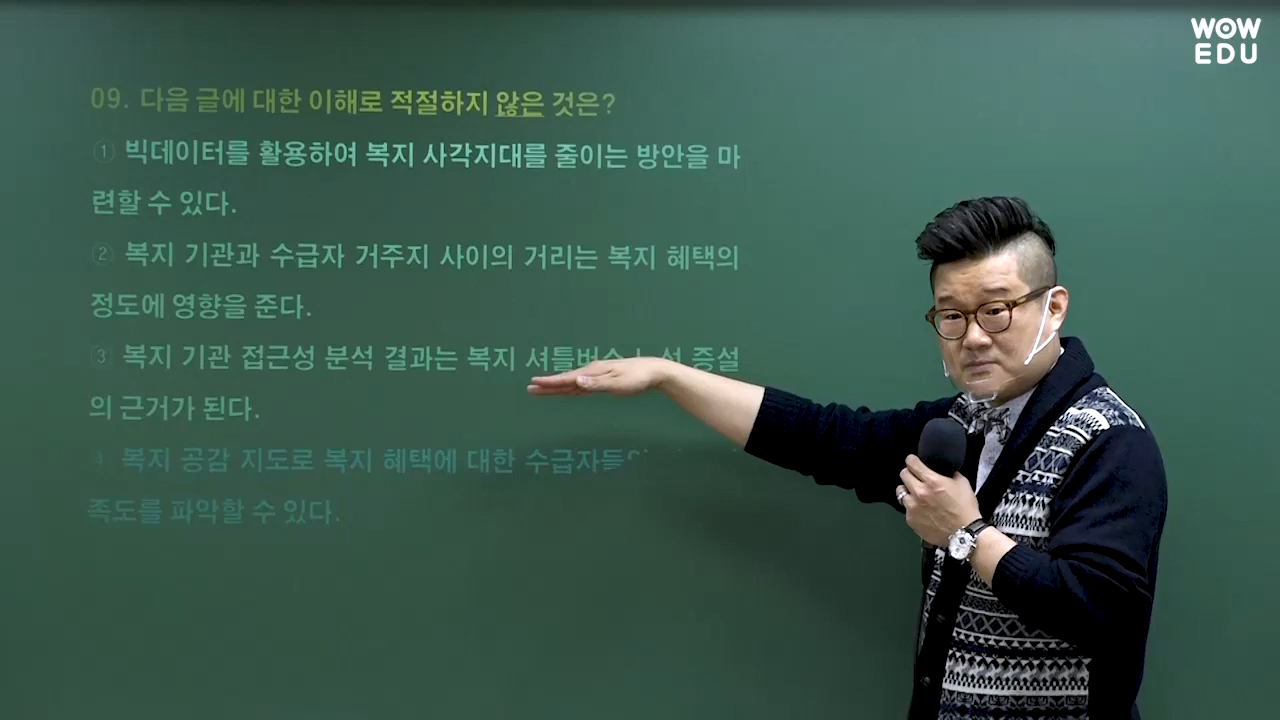 WOW
EDU
09. 다음 글에 대한 이해로 적절하지 않은 것은?
① 빅데이터를 활용하여 복지 사각지대를 줄이는 방안을 마
련할 수 있다.
② 복지 기관과 수급자 거주지 사이의 거리는 복지 혜택의
정도에 영향을 준다.
③ 복지 기관 접근성 분석 결과는 복지 셔틀버스 노선 증설
의 근거가 된다.
④ 복지 공감 지도로 복지 혜택에 대한
족도를 파악할 수 있다.